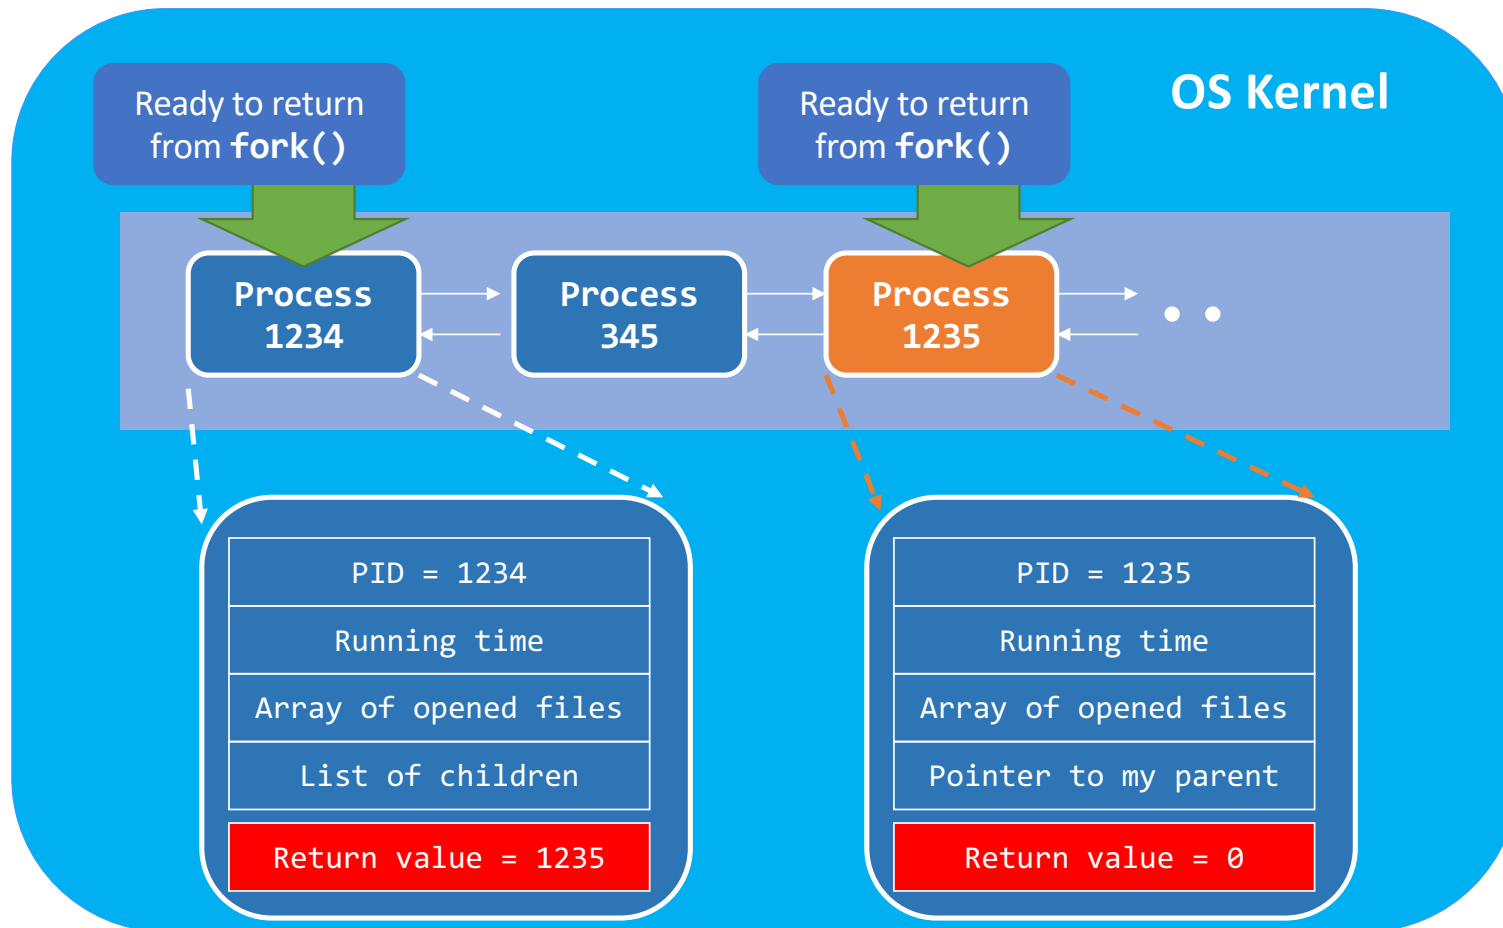 OS Kernel
Ready to return
from fork()
Ready to return
from fork()
Process
1234
Process
345
Process
1235
PID = 1234
Running time
Array of opened files
List of children
Return value = 1235
PID = 1235
Running time
Array of opened files
Pointer to my parent
Return value = 0